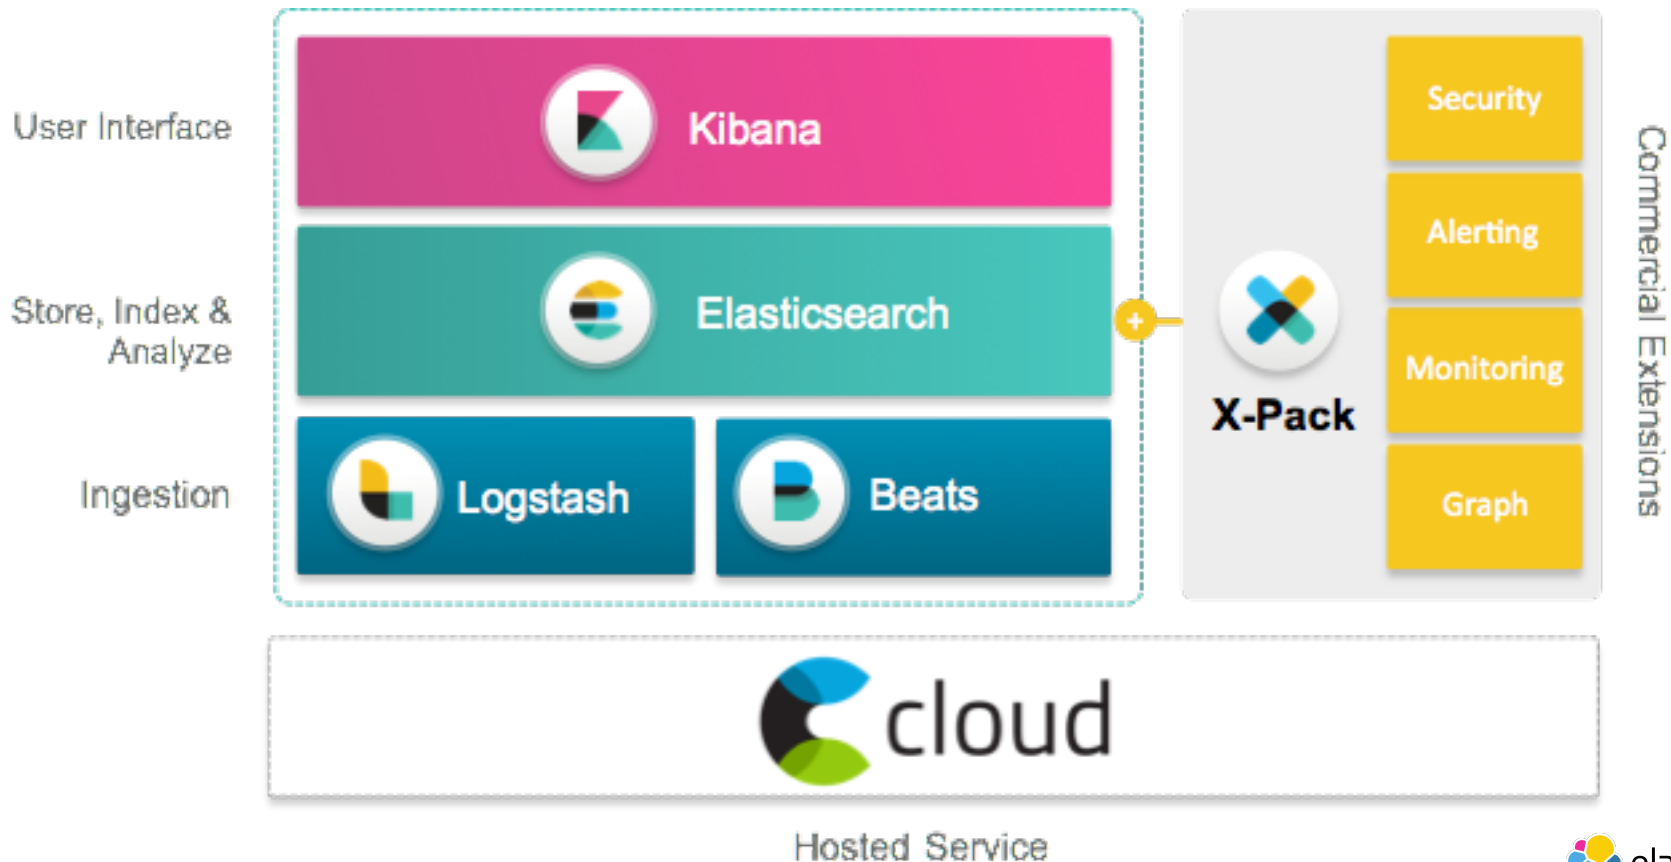 User Interface
Kibana
Store, Index &
Analyze
Elasticsearch
+
Ingestion
Logstash
Beats
X-Pack
Security
Alerting
Monitoring
Graph
Commercial Extensions
cloud
Hosted Service